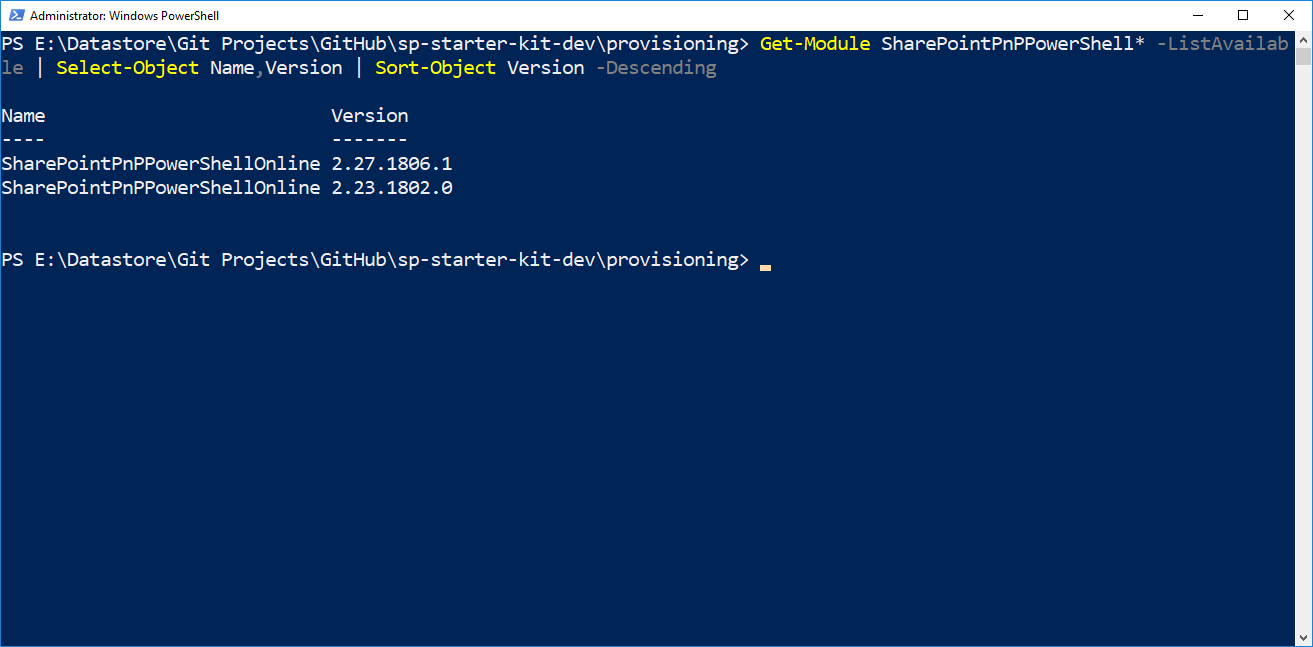 Administrator: Windows PowerShell
PS E:\Datastore\Git Projects\GitHub\sp-starter-kit-dev\provisioning> Get-Module SharePointPnPPowerShell* -ListAvailab
le | Select-Object Name,Version | Sort-Object Version -Descending
Name Version
---- -------
SharePointPnPPowerShellOnline 2.27.1806.1
SharePointPnPPowerShellOnline 2.23.1802.0
PS E:\Datastore\Git Projects\GitHub\sp-starter-kit-dev\provisioning>